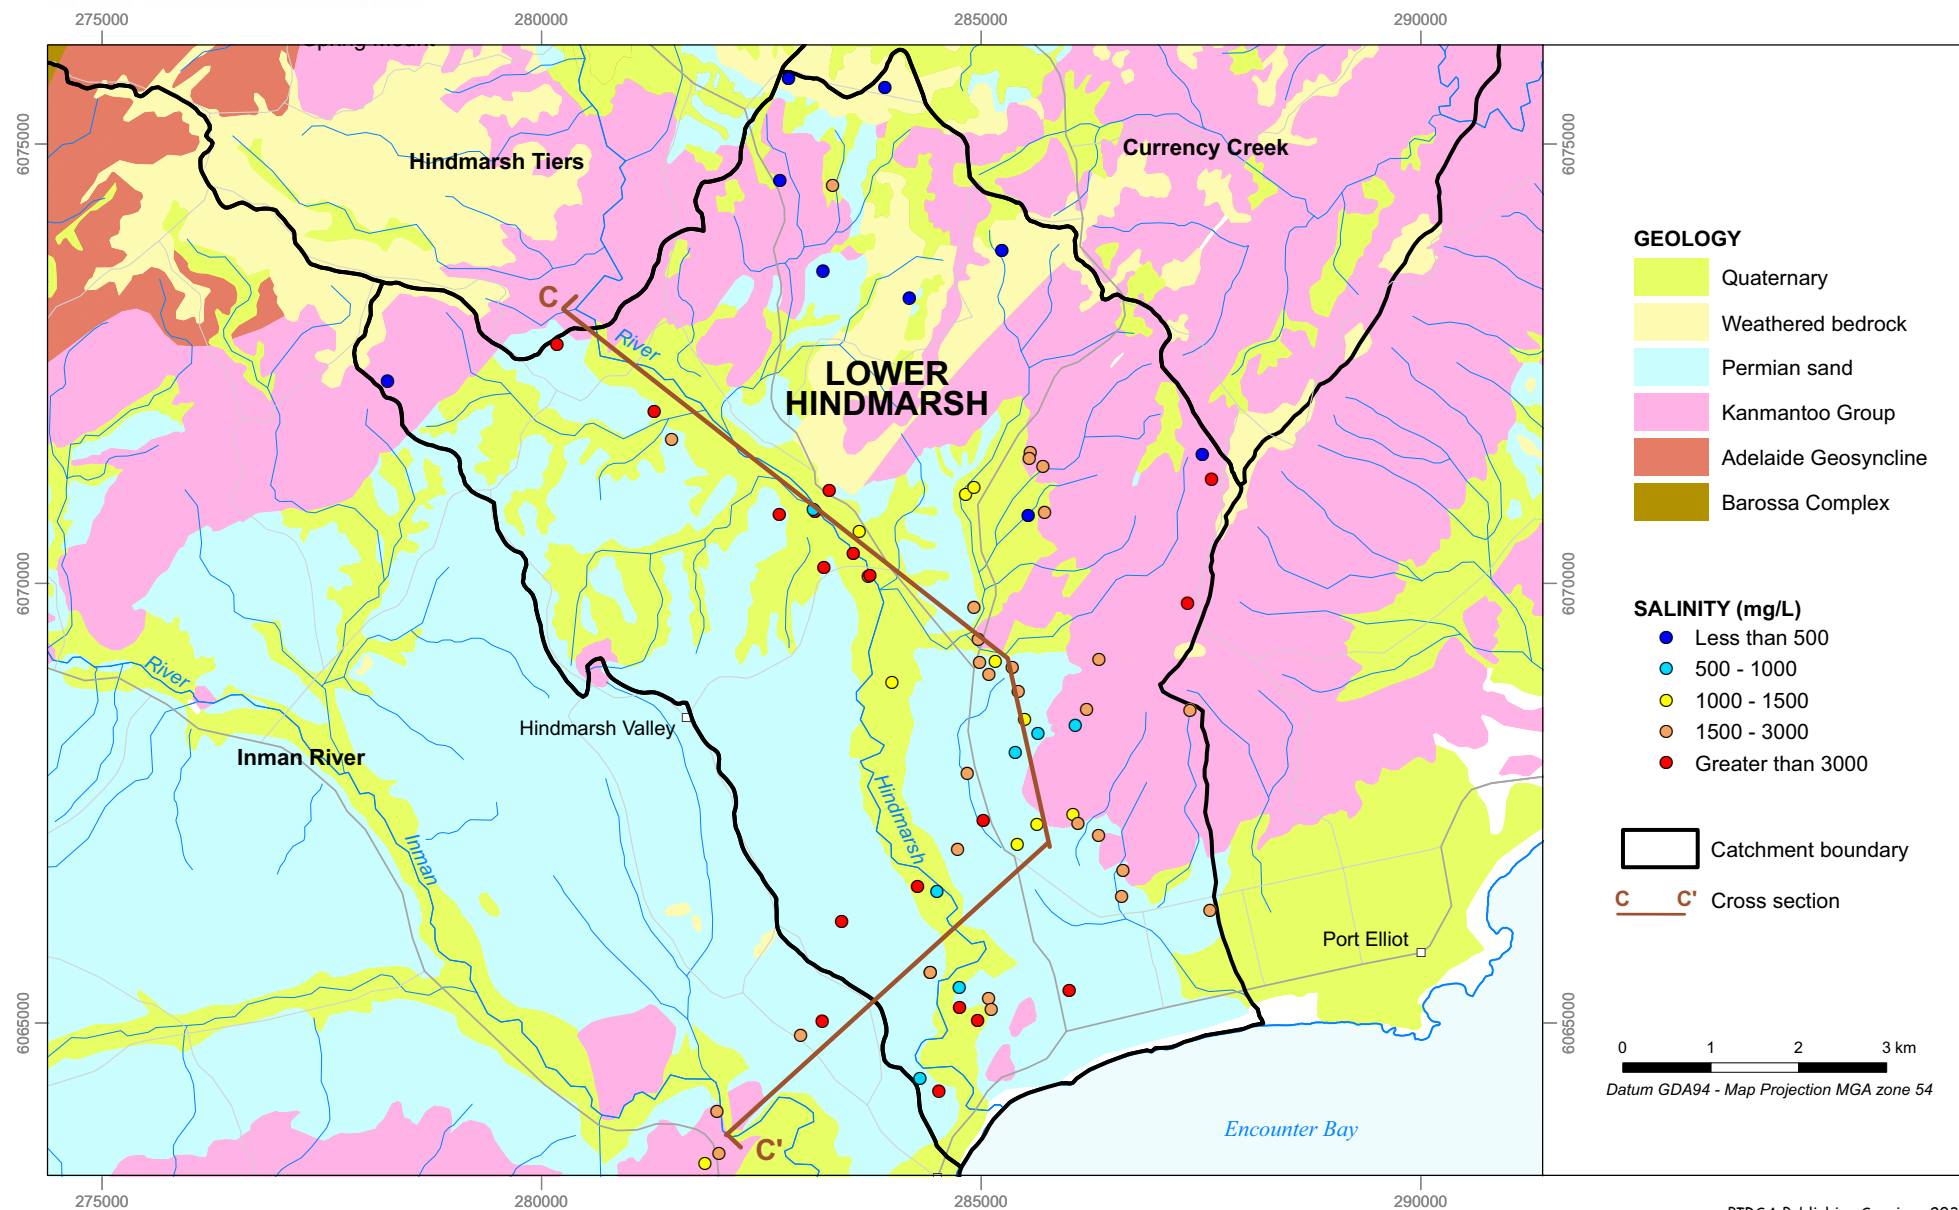 275000
280000
285000
290000
6075000
6070000
6065000
Hindmarsh Tiers
Currency Creek
6075000
C
River
LOWER
HINDMARSH
River
Hindmarsh Valley
Inman River
Hindmarsh
Inman
Port Elliot
6065000
C'
Encounter Bay
275000
280000
285000
290000
GEOLOGY
Quaternary
Weathered bedrock
Permian sand
Kanmantoo Group
Adelaide Geosyncline
Barossa Complex
6070000
SALINITY (mg/L)
Less than 500
500 - 1000
1000 - 1500
1500 - 3000
Greater than 3000
Catchment boundary
C C' Cross section
0 1 2 3 km
Datum GDA94 - Map Projection MGA zone 54